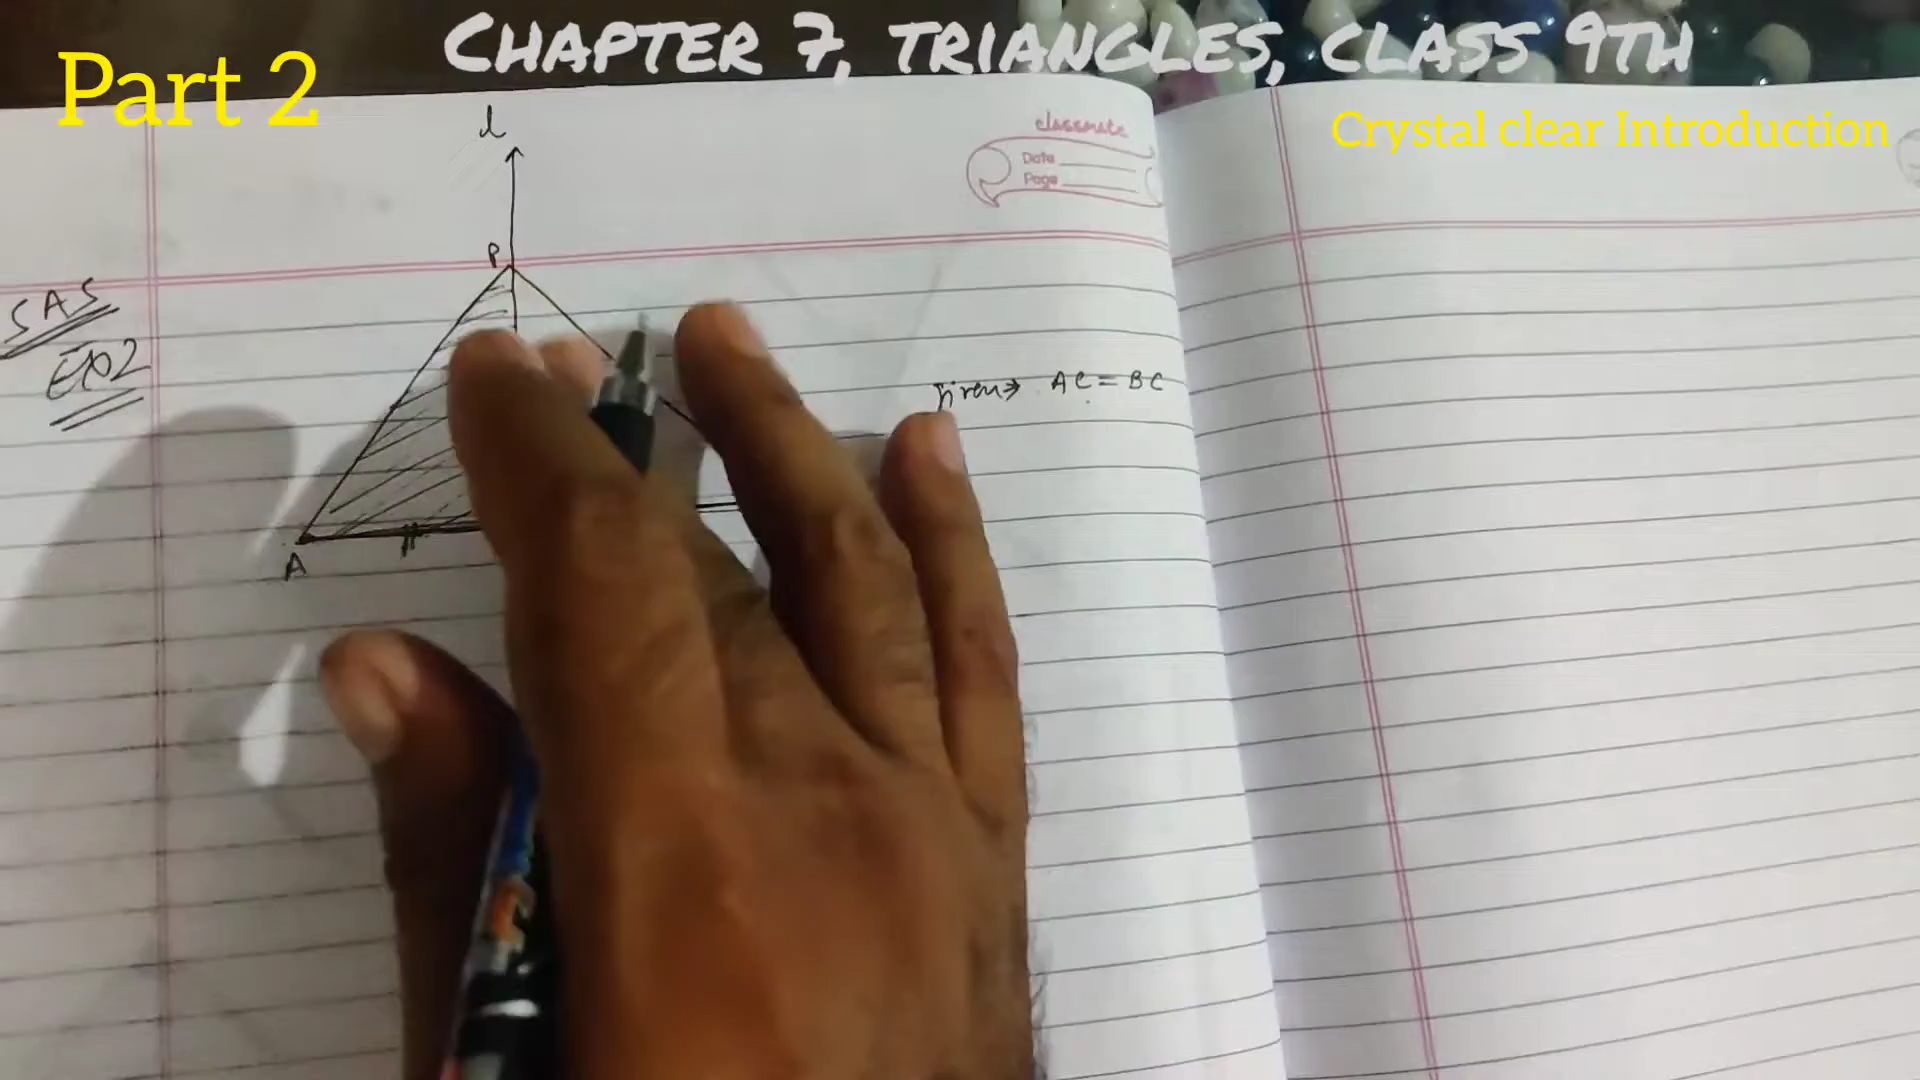 CHAPTER 7, TRIANGLES, CLASS 9TH
Part 2
Crystal clear Introduction
classmate
Date
Page
l
P
SAS
EX2
given⇒ AC = BC
A